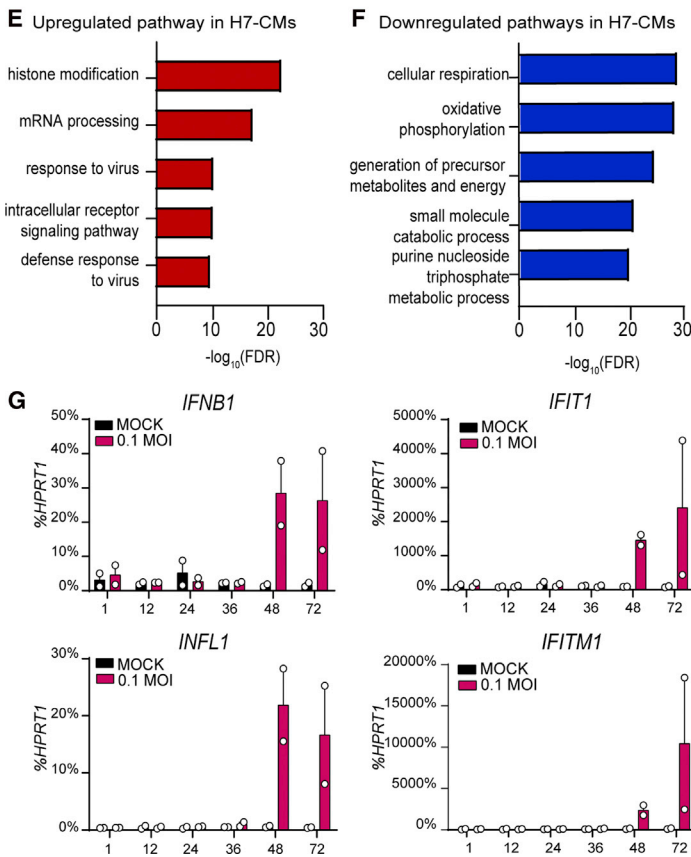 E Upregulated pathway in H7-CMs
histone modification
mRNA processing
response to virus
intracellular receptor
signaling pathway
defense response
to virus
0 10 20 30
-log10(FDR)
F Downregulated pathways in H7-CMs
cellular respiration
oxidative
phosphorylation
generation of precursor
metabolites and energy
small molecule
catabolic process
purine nucleoside
triphosphate
metabolic process
0 10 20 30
-log10(FDR)
G
IFNB1
MOCK
0.1 MOI
%HPRT1
50%
40%
30%
20%
10%
0%
1 12 24 36 48 72
IFIT1
MOCK
0.1 MOI
%HPRT1
5000%
4000%
3000%
2000%
1000%
0%
1 12 24 36 48 72
INFL1
MOCK
0.1 MOI
%HPRT1
30%
20%
10%
0%
1 12 24 36 48 72
IFITM1
MOCK
0.1 MOI
%HPRT1
20000%
15000%
10000%
5000%
0%
1 12 24 36 48 72